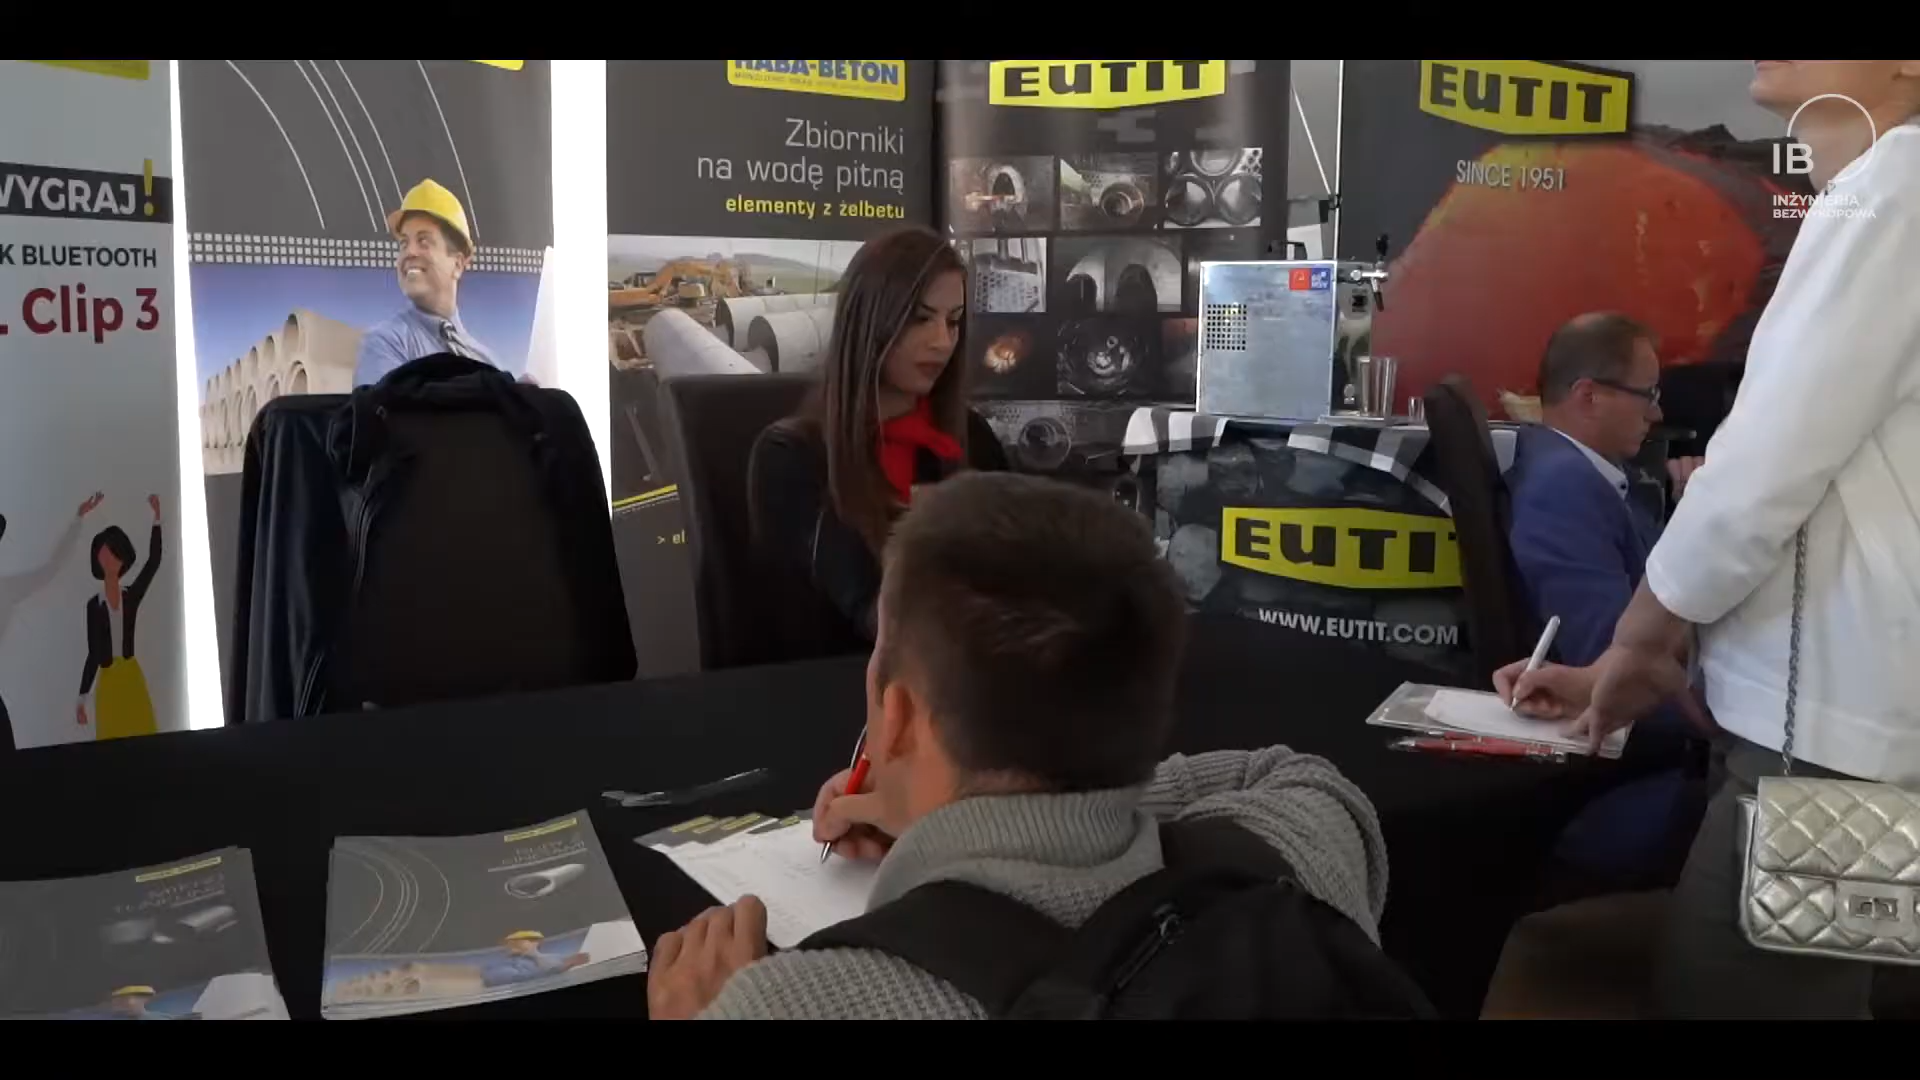 WYGRAJ!
K BLUETOOTH
Clip 3
HABA-BETON
Zbiorniki
na wodę pitną
elementy z żelbetu
> el
EUTIT
EUTIT
SINCE 1951
IB
INŻYNIERIA
BEZWYKOPOWA
EUTIT
WWW.EUTIT.COM